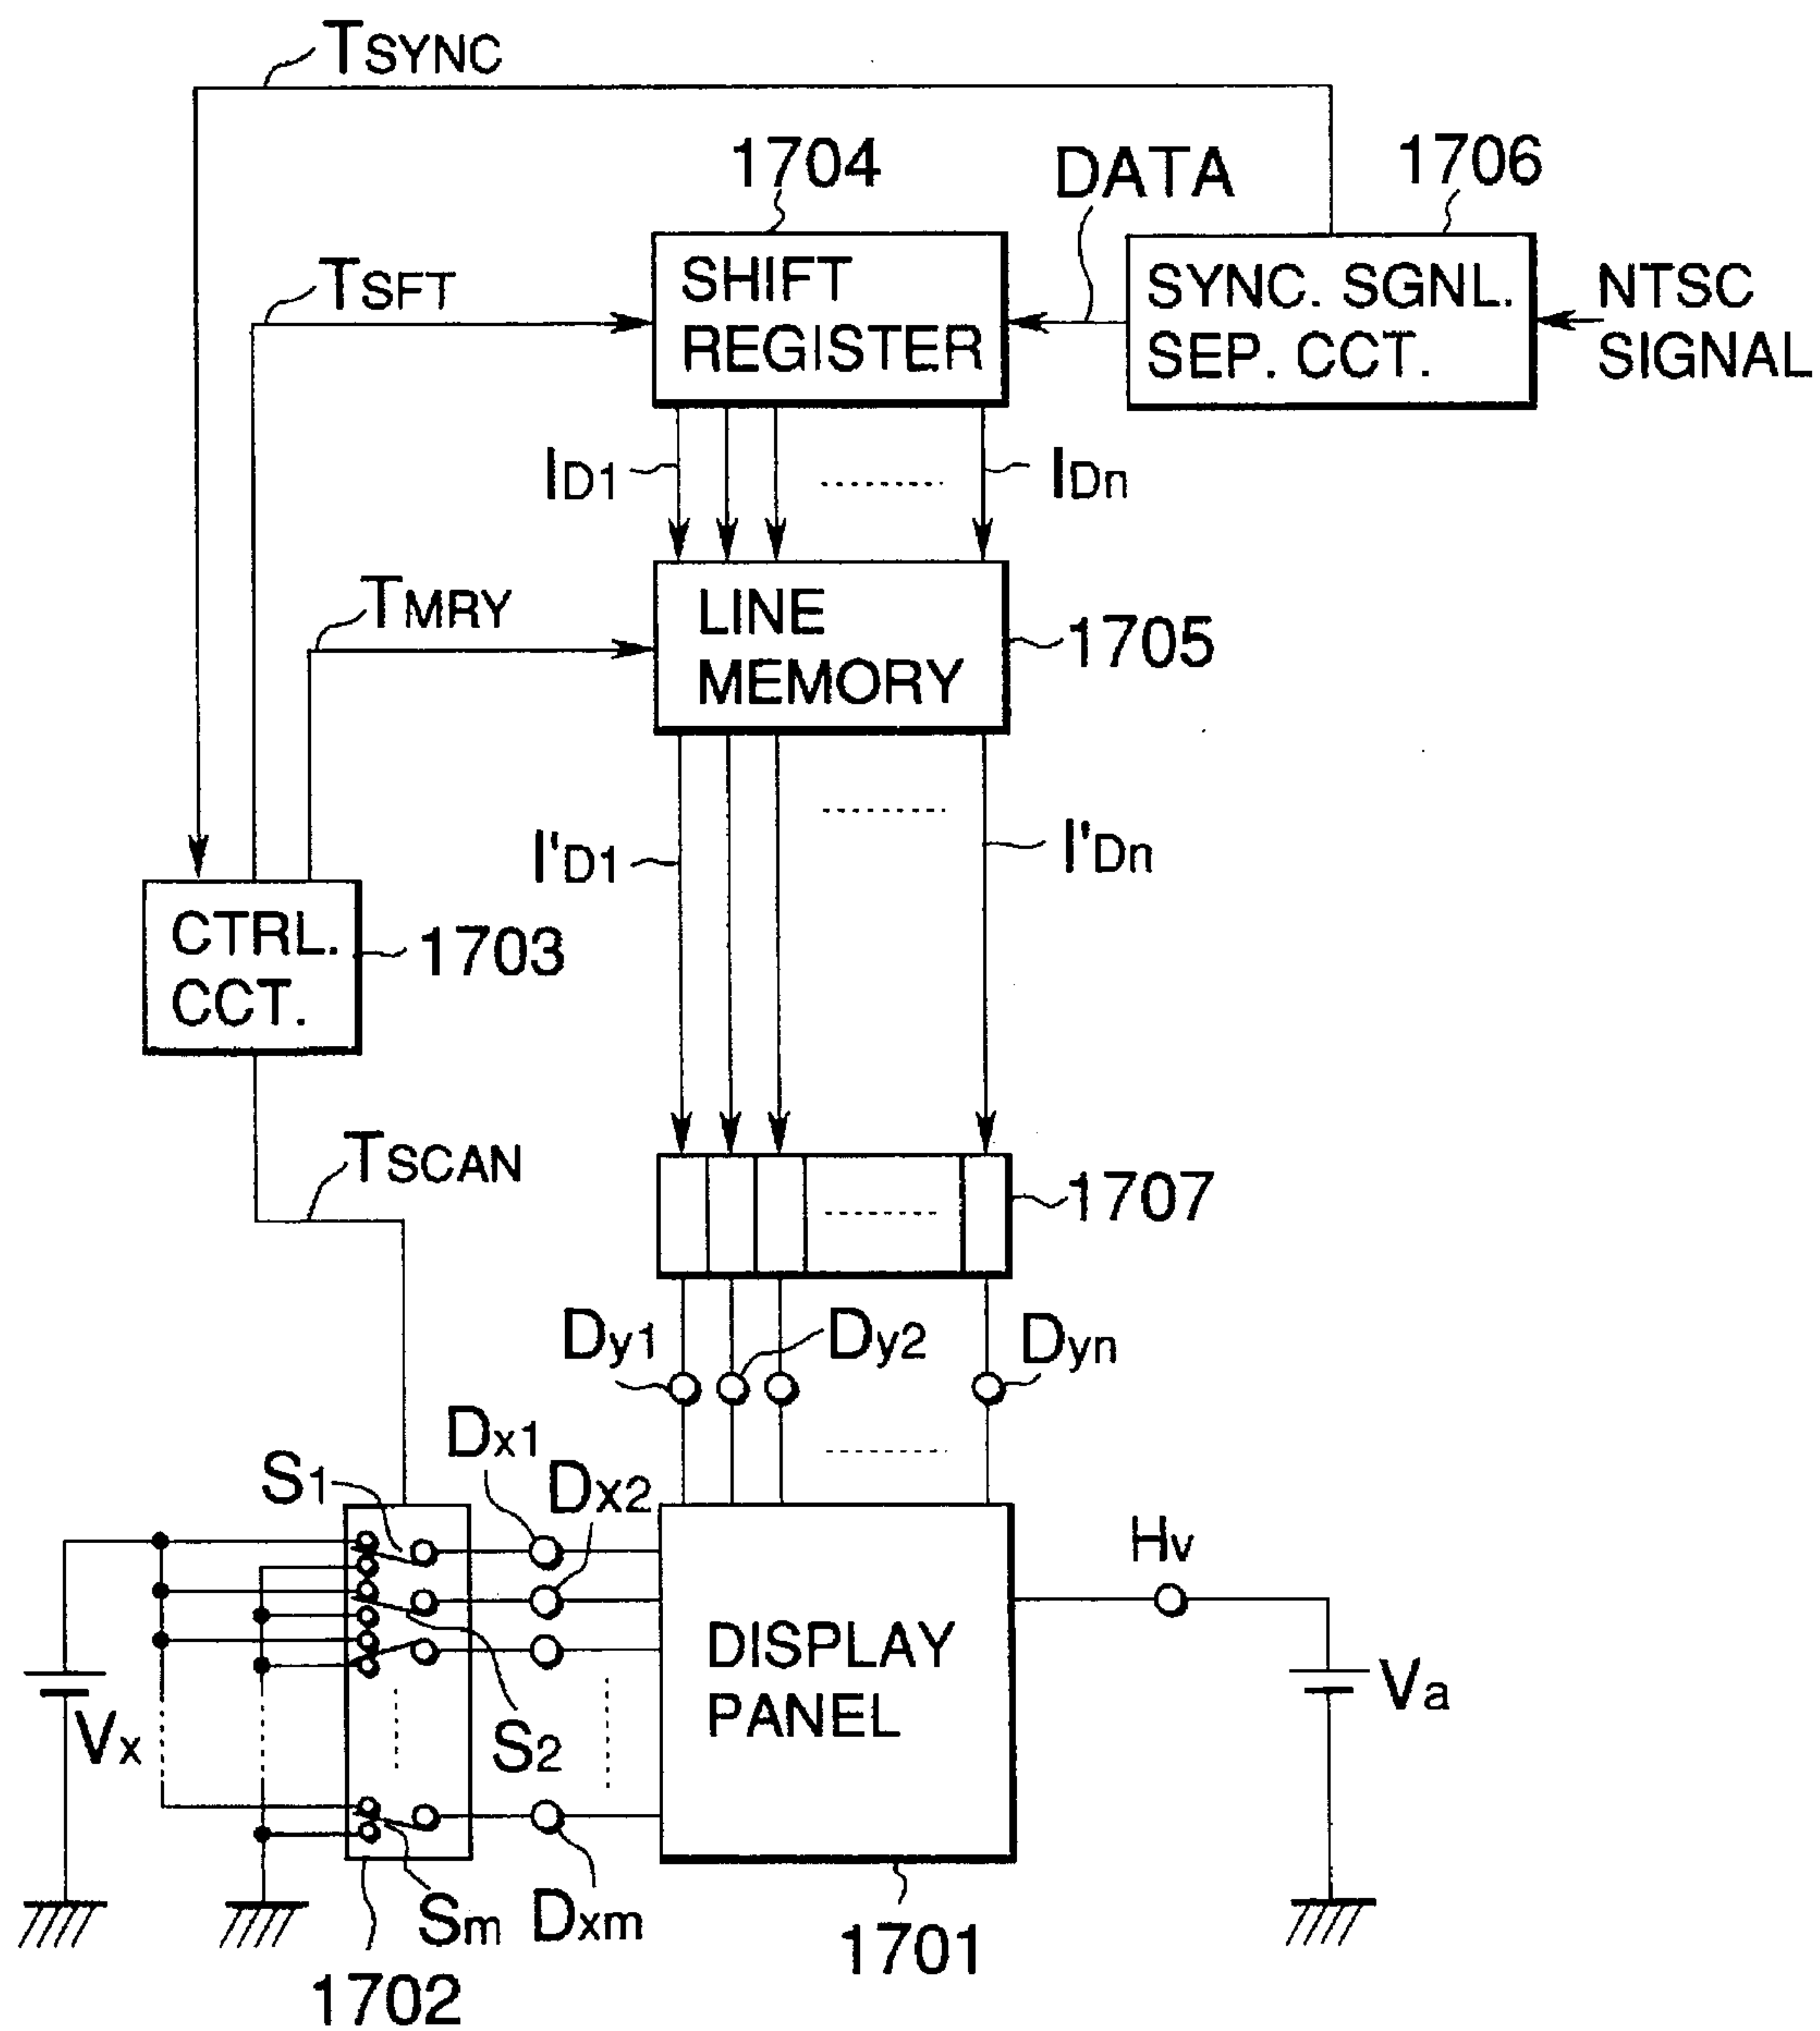 TSYNC
1704
DATA
1706
TSFT
SHIFT
REGISTER
SYNC. SGNL.
SEP. CCT.
NTSC
SIGNAL
ID1
IDn
TMRY
LINE
MEMORY
1705
I'D1
I'Dn
CTRL.
CCT.
1703
TSCAN
1707
Dy1
Dy2
Dyn
Dx1
S1
Dx2
Hv
DISPLAY
PANEL
Vx
S2
Va
Sm
Dxm
1701
1702